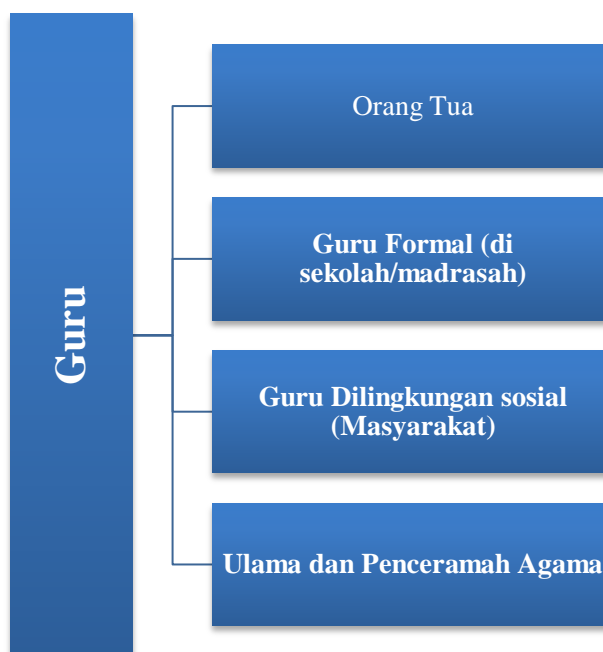 Guru
Orang Tua
Guru Formal (di
sekolah/madrasah)
Guru Dilingkungan sosial
(Masyarakat)
Ulama dan Penceramah Agama